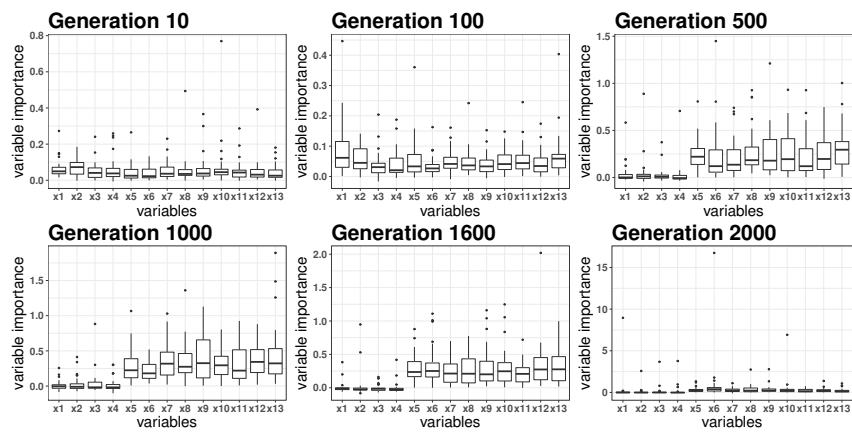 Generation 10
Generation 100
Generation 500
variable importance
0.8
0.6
0.4
0.2
0.0
x1 x2 x3 x4 x5 x6 x7 x8 x9 x10 x11 x12 x13
variables
variable importance
0.4
0.3
0.2
0.1
0.0
x1 x2 x3 x4 x5 x6 x7 x8 x9 x10 x11 x12 x13
variables
variable importance
1.5
1.0
0.5
0.0
x1 x2 x3 x4 x5 x6 x7 x8 x9 x10 x11 x12 x13
variables
Generation 1000
Generation 1600
Generation 2000
variable importance
1.5
1.0
0.5
0.0
x1 x2 x3 x4 x5 x6 x7 x8 x9 x10 x11 x12 x13
variables
variable importance
2.0
1.5
1.0
0.5
0.0
x1 x2 x3 x4 x5 x6 x7 x8 x9 x10 x11 x12 x13
variables
variable importance
15
10
5
0
x1 x2 x3 x4 x5 x6 x7 x8 x9 x10 x11 x12 x13
variables